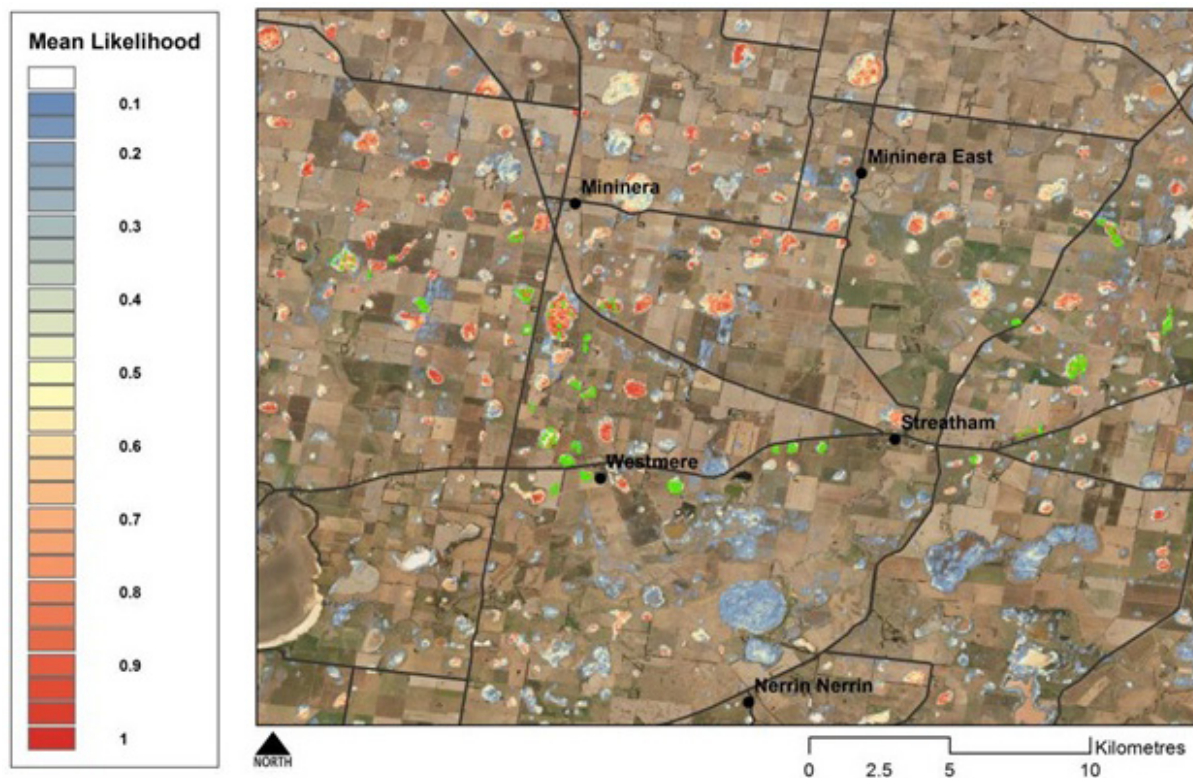 Mean Likelihood
0.1
0.2
0.3
0.4
0.5
0.6
0.7
0.8
0.9
1
Mininera East
Mininera
Streatham
Westmere
Nerrin Nerrin
NORTH
Kilometres
0 2.5 5 10